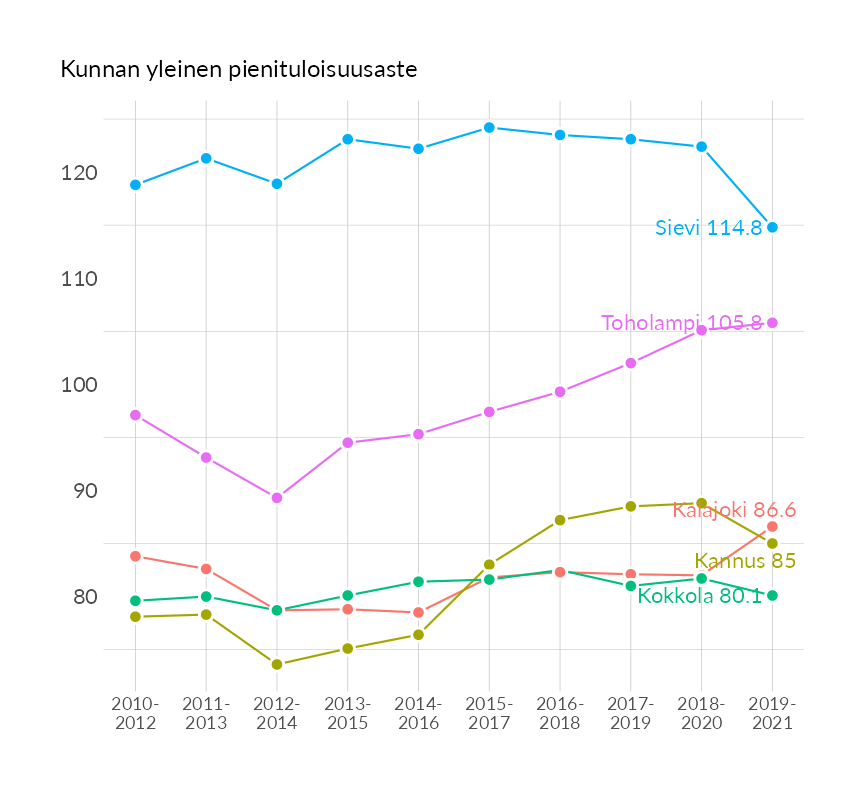 Kunnan yleinen pienituloisuusaste
120
Sievi 114.8
110
Toholampi 105.8
100
90
Kalajoki 86.6
Kannus 85
80
Kokkola 80.1
2010- 2011- 2012- 2013- 2014- 2015- 2016- 2017- 2018- 2019-
2012 2013 2014 2015 2016 2017 2018 2019 2020 2021